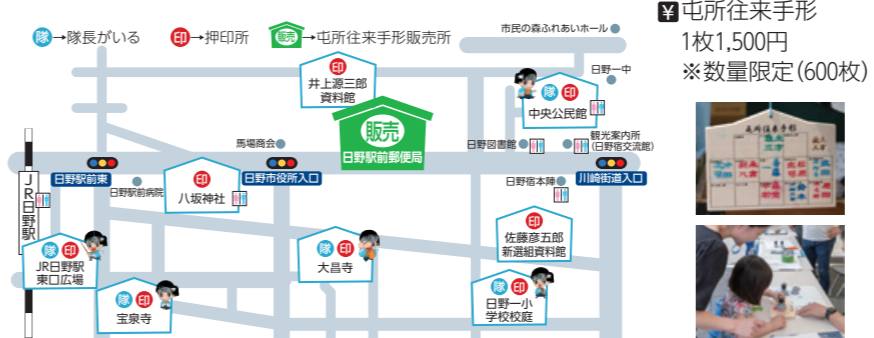 隊→隊長がいる 印→押印所 販売→屯所往来手形販売所
市民の森ふれあいホール
¥屯所往来手形
1枚1,500円
※数量限定(600枚)
印
井上源三郎
資料館
日野一中
隊 印
中央公民館
販売
日野駅前郵便局
馬場商会
日野図書館
観光案内所
(日野宿交流館)
JR日野駅
日野駅前東
日野駅前病院
印
八坂神社
日野市役所入口
日野宿本陣
川崎街道入口
屯所往来手形
隊 印
JR日野駅
東口広場
隊 印
大昌寺
印
佐藤彦五郎
新選組資料館
隊 印
宝泉寺
隊 印
日野一小
学校校庭